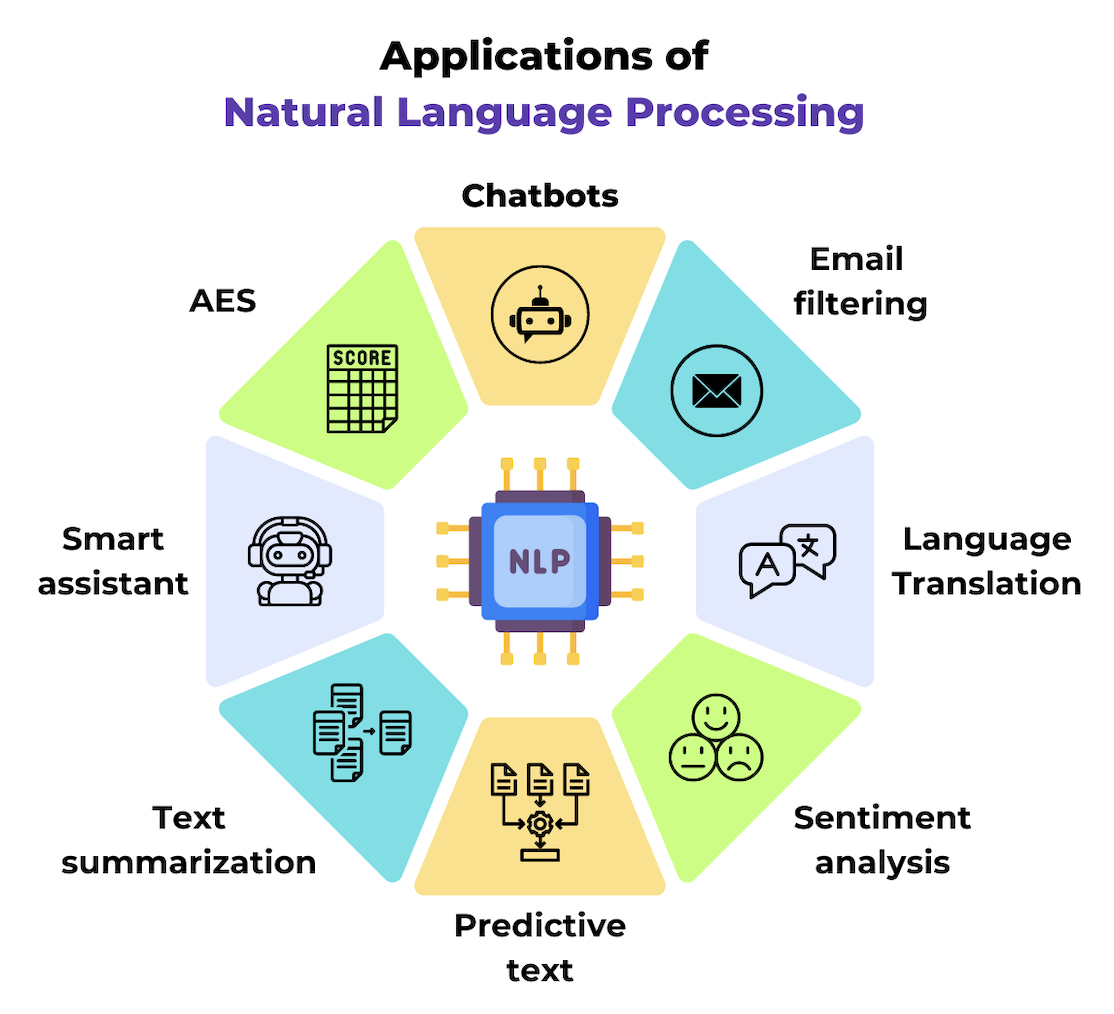 Applications of
Natural Language Processing
Chatbots
Email
filtering
AES
SCORE
Smart
assistant
NLP
A 文
Language
Translation
Text
summarization
Sentiment
analysis
Predictive
text